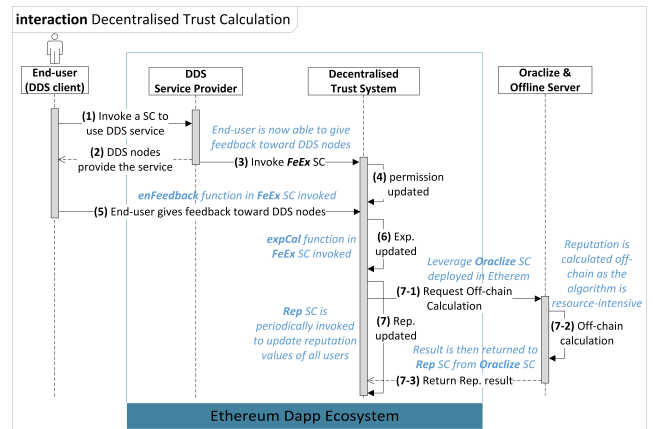 interaction Decentralised Trust Calculation
End-user
(DDS client)
DDS
Service Provider
Decentralised
Trust System
Oraclize &
Offline Server
(1) Invoke a SC to
use DDS service
End-user is now able to give
feedback toward DDS nodes
(2) DDS nodes
provide the service
(3) Invoke FeEx SC
(4) permission
updated
enFeedback function in FeEx SC invoked
(5) End-user gives feedback toward DDS nodes
(6) Exp.
updated
expCal function in
FeEx SC invoked
Leverage Oraclize SC
deployed in Etherem
Reputation is
calculated off-
chain as the
algorithm is
resource-intensive
(7-1) Request Off-chain
Calculation
Rep SC is
periodically invoked
to update reputation
values of all users
(7) Rep.
updated
(7-2) Off-chain
calculation
Result is then returned to
Rep SC from Oraclize SC
(7-3) Return Rep. result
Ethereum Dapp Ecosystem